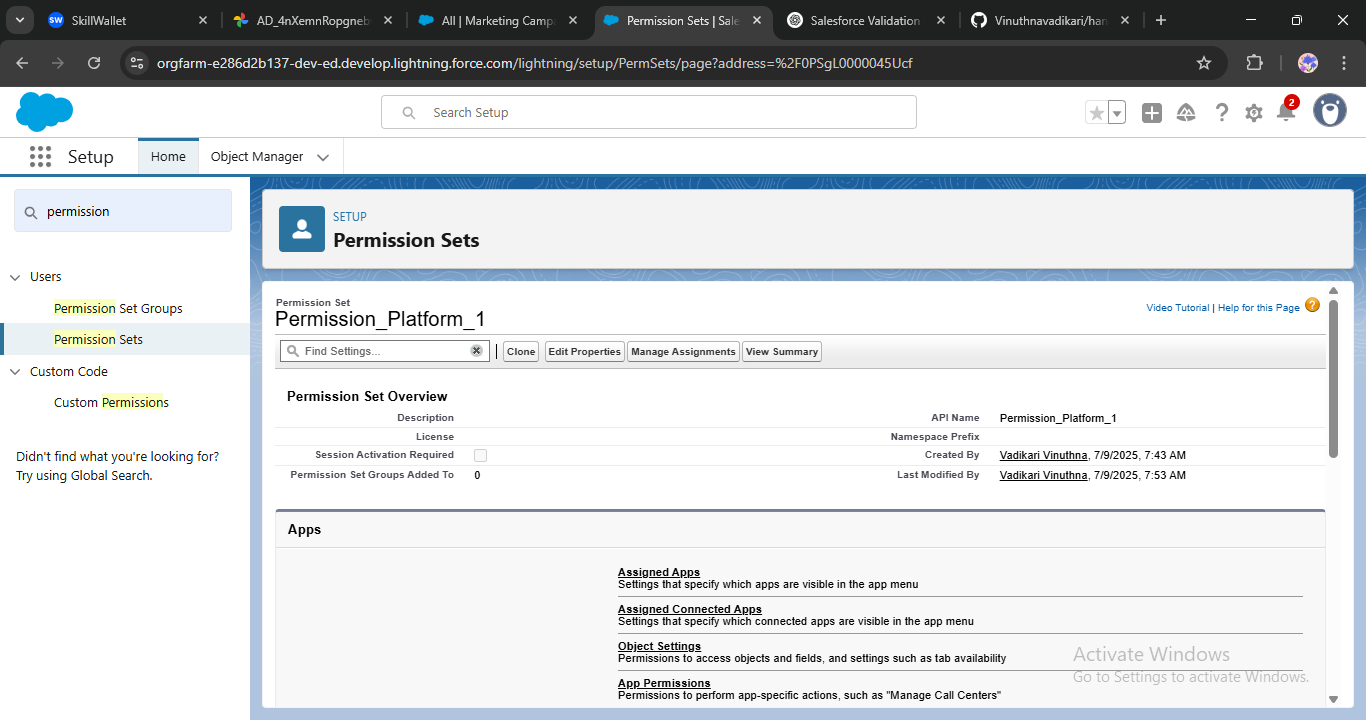 SW SkillWallet
AD_4nXemnRopgneb
All | Marketing Camp
Permission Sets | Sale
Salesforce Validation
Vinuthnavadikari/han
orgfarm-e286d2b137-dev-ed.develop.lightning.force.com/lightning/setup/PermSets/page?address=%2F0PSgL0000045Ucf
Search Setup
2
Setup
Home
Object Manager
permission
Users
Permission Set Groups
Permission Sets
Custom Code
Custom Permissions
Didn't find what you're looking for?
Try using Global Search.
SETUP
Permission Sets
Permission Set
Permission_Platform_1
Video Tutorial | Help for this Page ?
Find Settings...
Clone
Edit Properties
Manage Assignments
View Summary
Permission Set Overview
Description
API Name Permission_Platform_1
License
Namespace Prefix
Session Activation Required
Created By Vadikari Vinuthna, 7/9/2025, 7:43 AM
Permission Set Groups Added To 0
Last Modified By Vadikari Vinuthna, 7/9/2025, 7:53 AM
Apps
Assigned Apps
Settings that specify which apps are visible in the app menu
Assigned Connected Apps
Settings that specify which connected apps are visible in the app menu
Object Settings
Permissions to access objects and fields, and settings such as tab availability
App Permissions
Permissions to perform app-specific actions, such as "Manage Call Centers"
Activate Windows
Go to Settings to activate Windows.